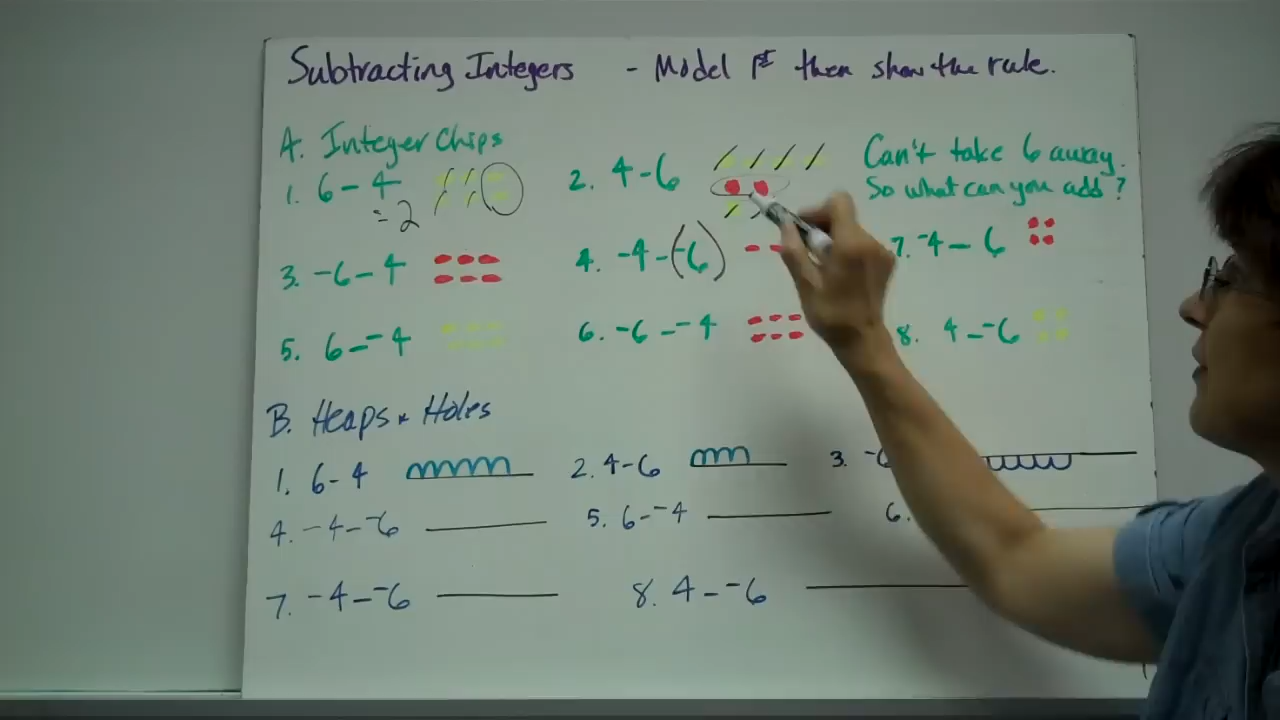 Subtracting Integers - Model 1st then show the rule.
A. Integer Chips
1. 6 - 4
= 2
2. 4 - 6
Can't take 6 away.
So what can you add?
3. -6 - 4
4. -4 - (-6)
7. -4 - 6
5. 6 - -4
6. -6 - -4
8. 4 - -6
B. Heaps & Holes
1. 6 - 4
2. 4 - 6
3.
4. -4 - -6
5. 6 - -4
6.
7. -4 - -6
8. 4 - -6